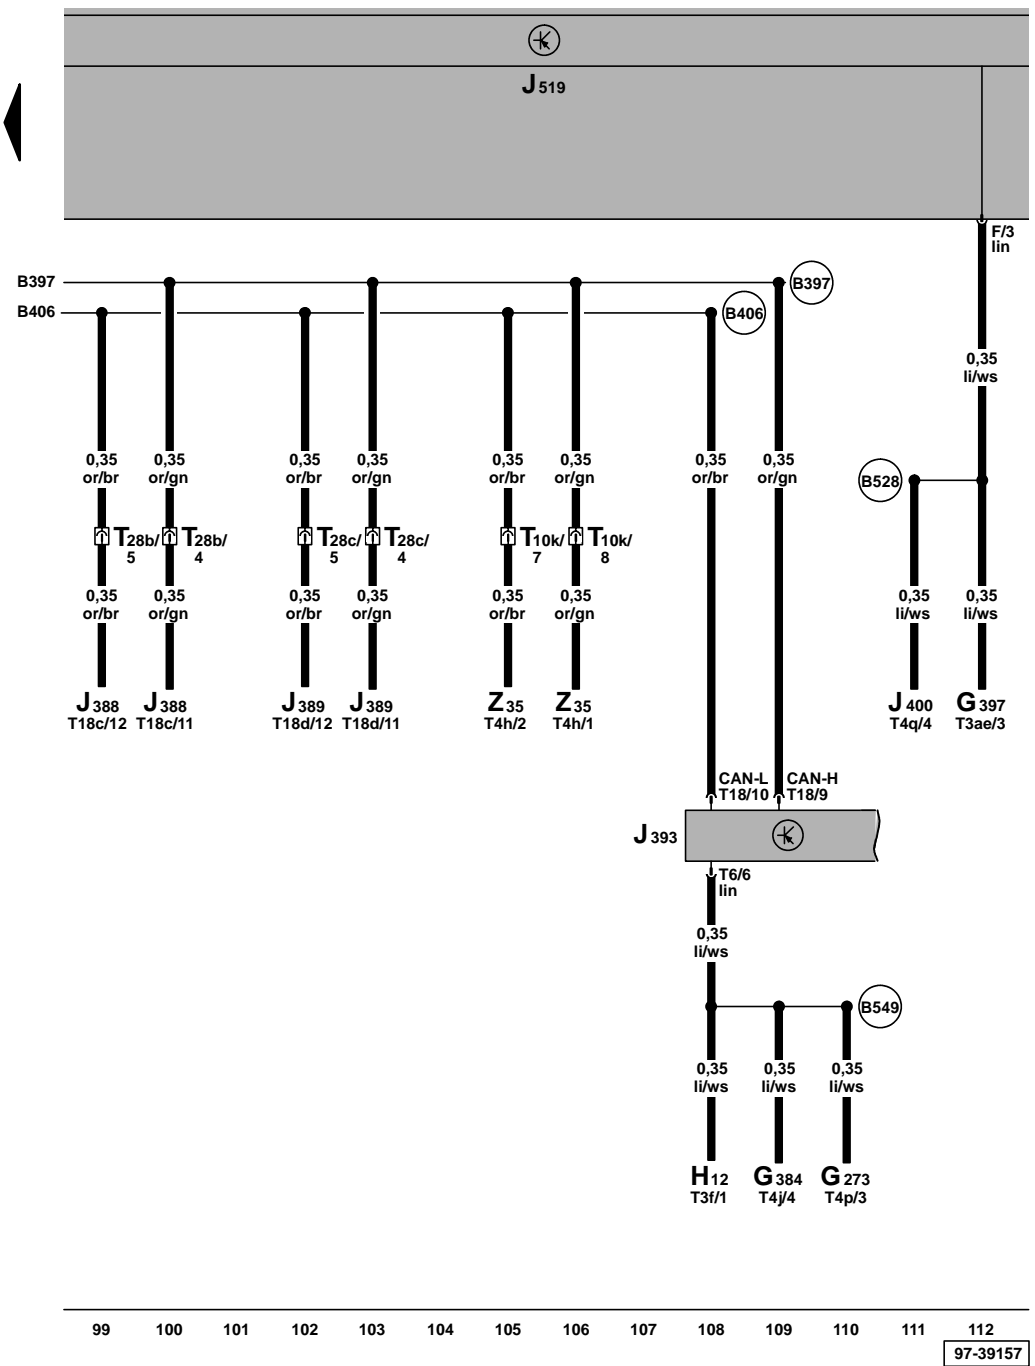 J 519
F/3
lin
B397
B397
B406
B406
0,35
li/ws
0,35 0,35 0,35 0,35 0,35 0,35 0,35 0,35
or/br or/gn or/br or/gn or/br or/gn or/br or/gn
B528
T28b/ T28b/ T28c/ T28c/ T10k/ T10k/
5 4 5 4 7 8
0,35 0,35 0,35 0,35 0,35 0,35 0,35 0,35
or/br or/gn or/br or/gn or/br or/gn li/ws li/ws
J388 J388 J389 J389 Z35 Z35 J400 G397
T18c/12 T18c/11 T18d/12 T18d/11 T4h/2 T4h/1 T4q/4 T3ae/3
CAN-L CAN-H
T18/10 T18/9
J393
T6/6
lin
0,35
li/ws
B549
0,35 0,35 0,35
li/ws li/ws li/ws
H12 G384 G273
T3f/1 T4j/4 T4p/3
99 100 101 102 103 104 105 106 107 108 109 110 111 112
97-39157